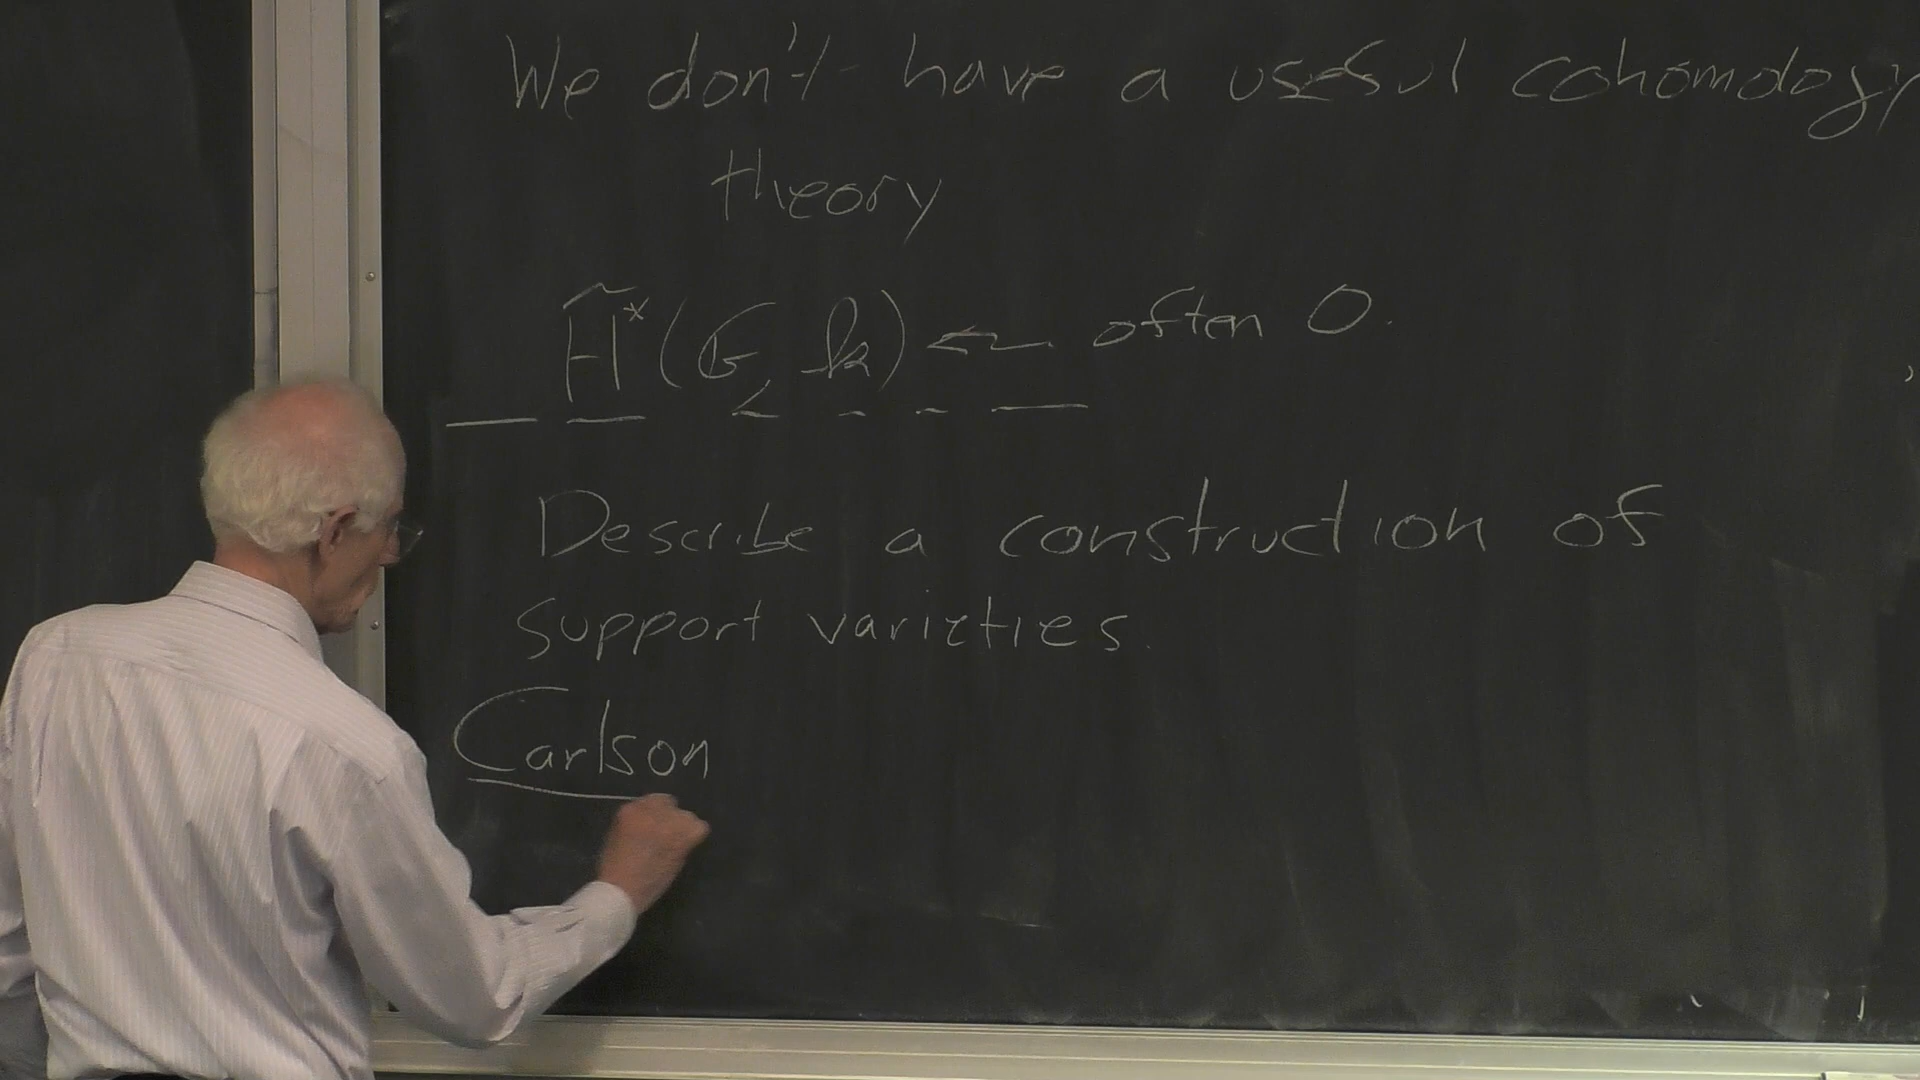 We don't have a useful cohomology
theory
H̃*(G, k) ← often 0.
Describe a construction of
support varieties.
Carlson